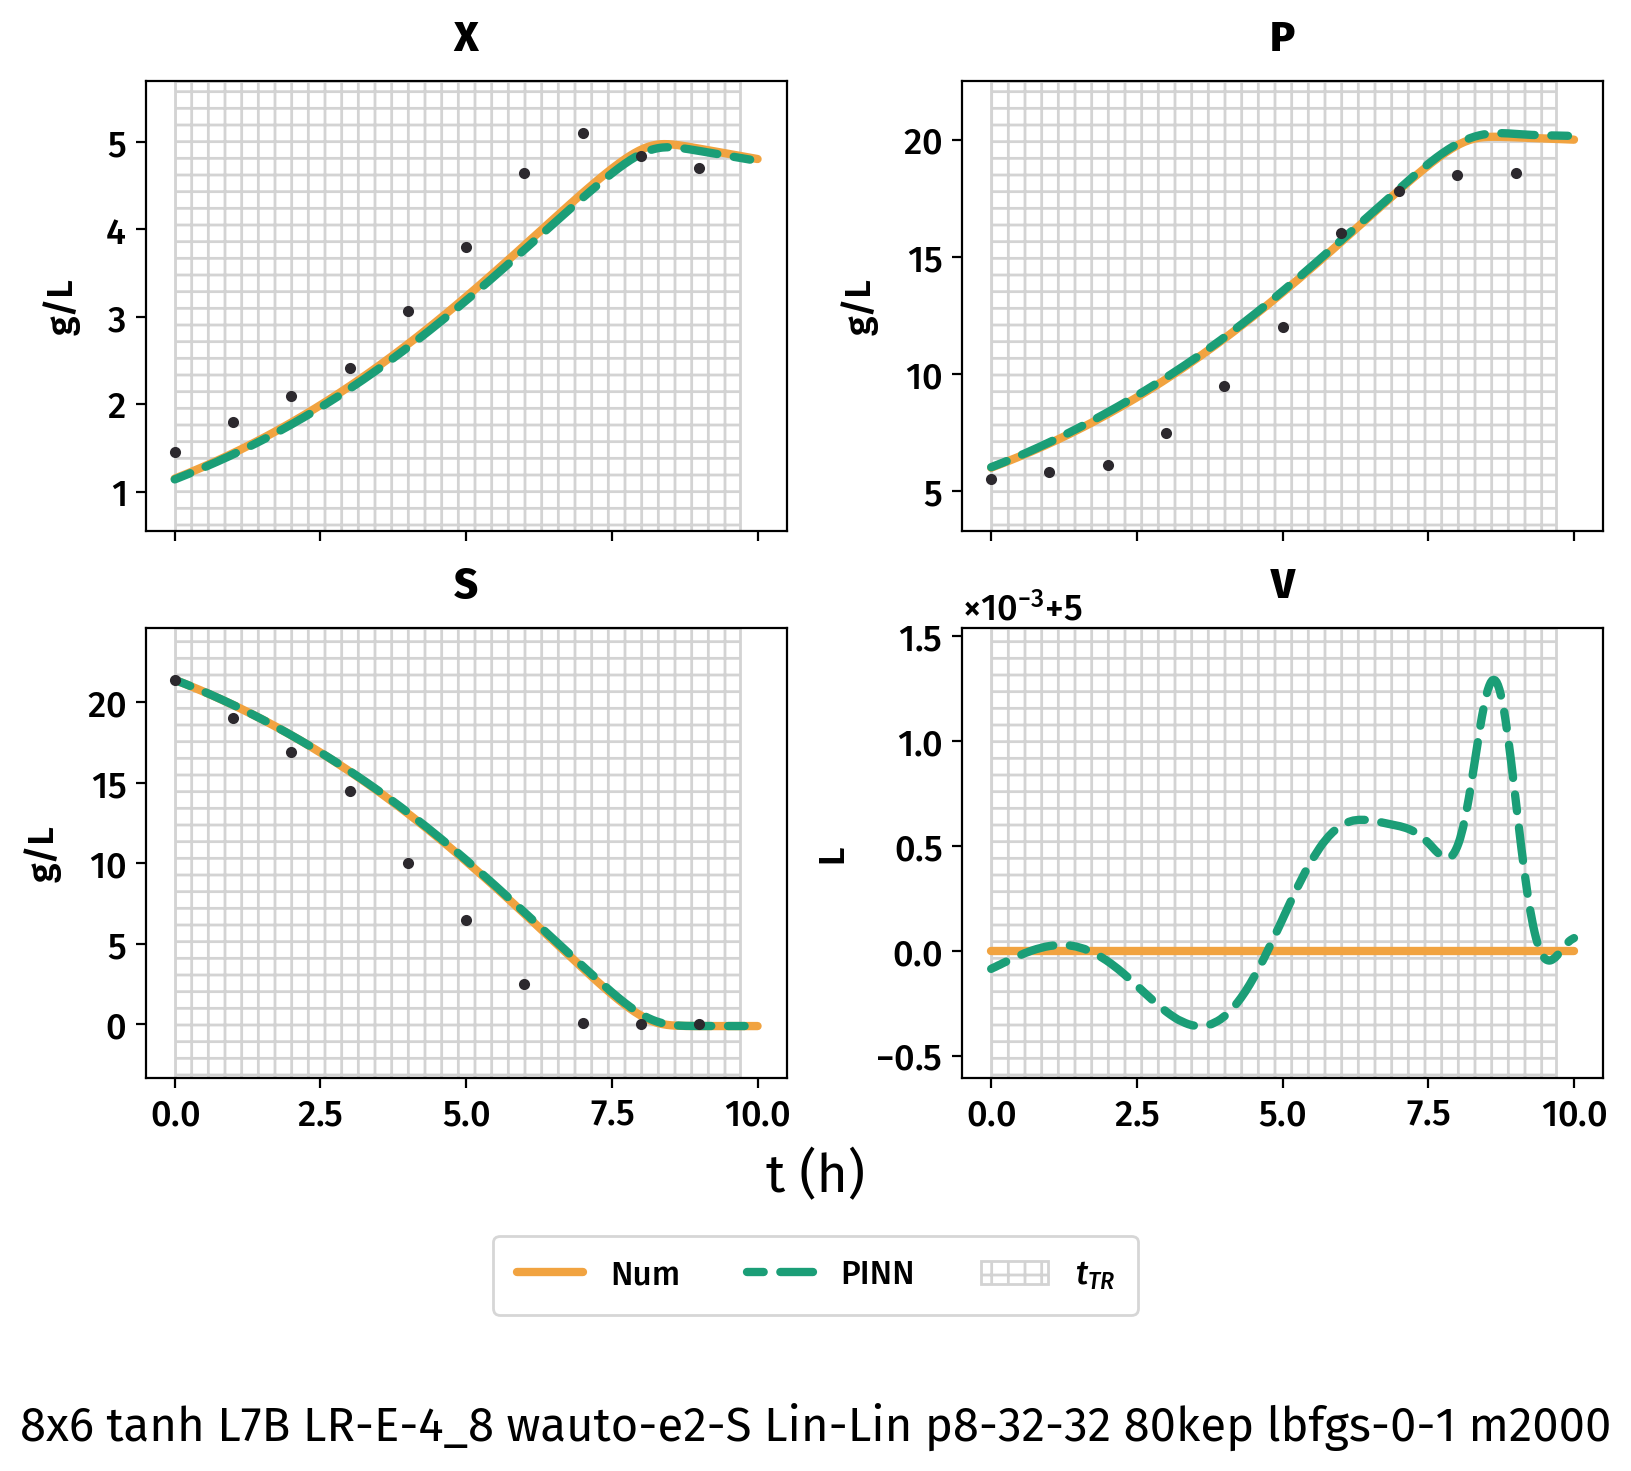 X
P
5
4
3
2
1
g/L
20
15
10
5
g/L
S
V
×10⁻³+5
20
15
10
5
0
g/L
0.0 2.5 5.0 7.5 10.0
1.5
1.0
0.5
0.0
−0.5
L
0.0 2.5 5.0 7.5 10.0
t (h)
Num PINN t_TR
8x6 tanh L7B LR-E-4_8 wauto-e2-S Lin-Lin p8-32-32 80kep lbfgs-0-1 m2000